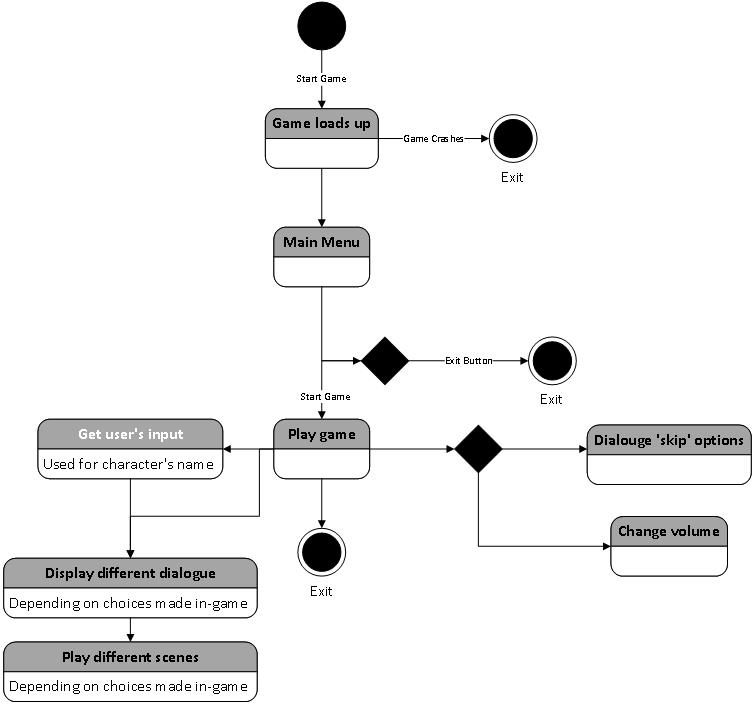 Start Game
Game loads up
Game Crashes
Exit
Main Menu
Exit Button
Exit
Start Game
Get user's input
Used for character's name
Play game
Dialouge 'skip' options
Change volume
Exit
Display different dialogue
Depending on choices made in-game
Play different scenes
Depending on choices made in-game